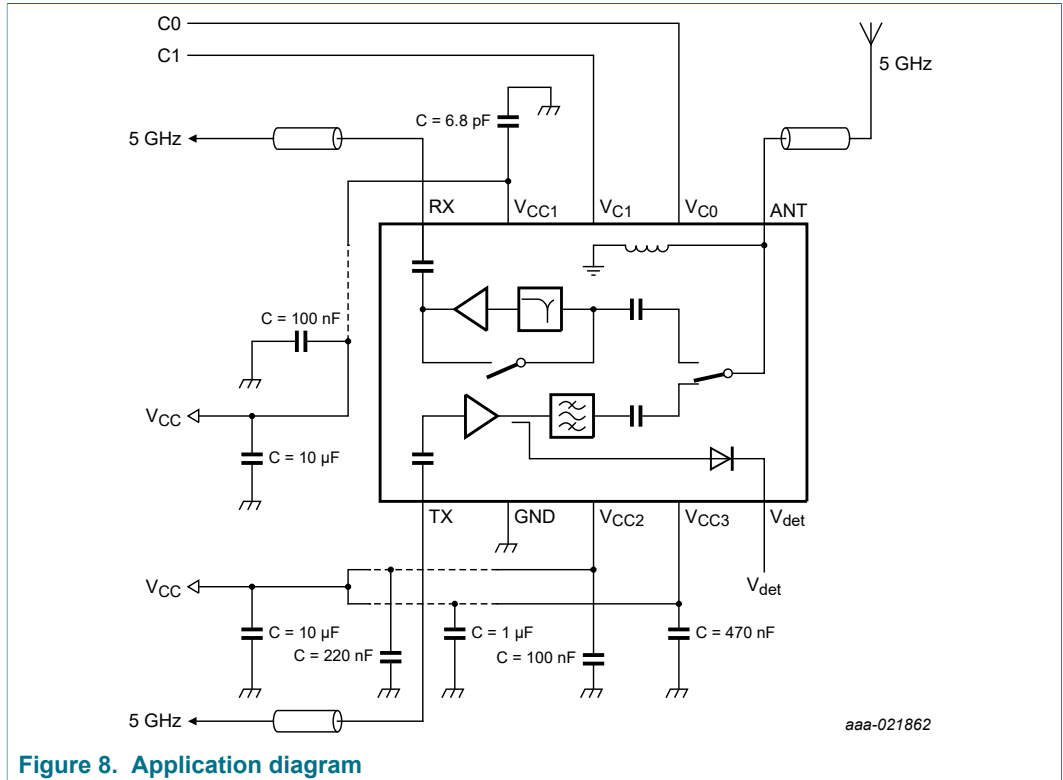 C0
C1
5 GHz
C = 6.8 pF
5 GHz
RX
VCC1
VC1
VC0
ANT
C = 100 nF
VCC
C = 10 µF
TX
GND
VCC2
VCC3
Vdet
VCC
Vdet
C = 10 µF
C = 1 µF
C = 470 nF
C = 220 nF
C = 100 nF
5 GHz
aaa-021862
Figure 8. Application diagram